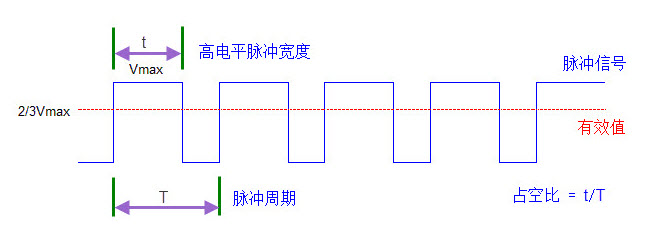 t
高电平脉冲宽度
Vmax
脉冲信号
2/3Vmax
有效值
T
脉冲周期
占空比 = t/T